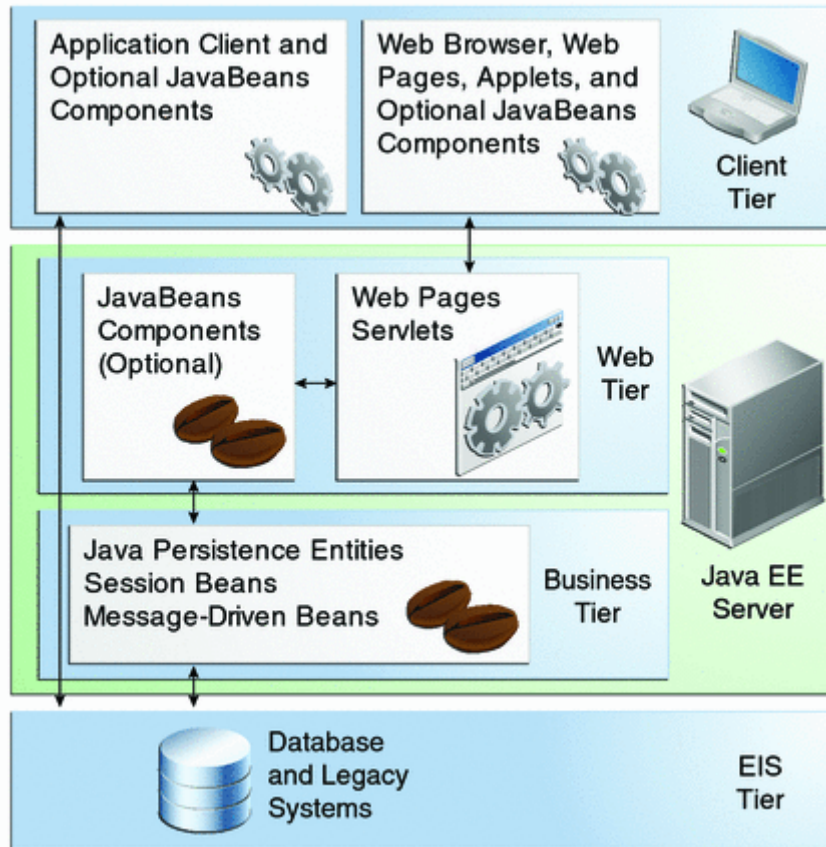 Application Client and
Optional JavaBeans
Components
Web Browser, Web
Pages, Applets, and
Optional JavaBeans
Components
Client
Tier
JavaBeans
Components
(Optional)
Web Pages
Servlets
Web
Tier
Java Persistence Entities
Session Beans
Message-Driven Beans
Business
Tier
Java EE
Server
Database
and Legacy
Systems
EIS
Tier